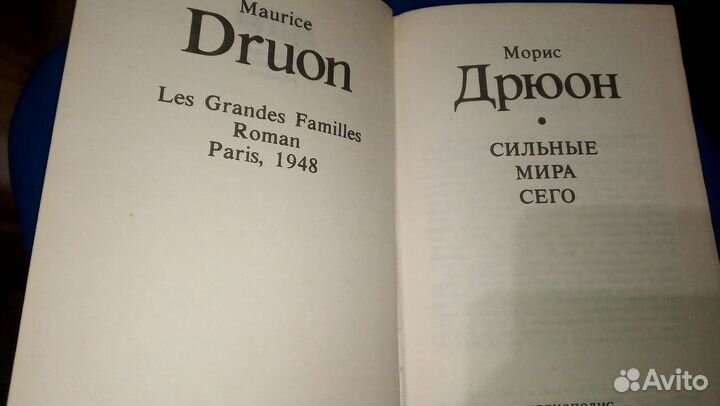 Maurice
Druon
Les Grandes Familles
Roman
Paris, 1948
Морис
Дрюон
СИЛЬНЫЕ
МИРА
СЕГО
Avito